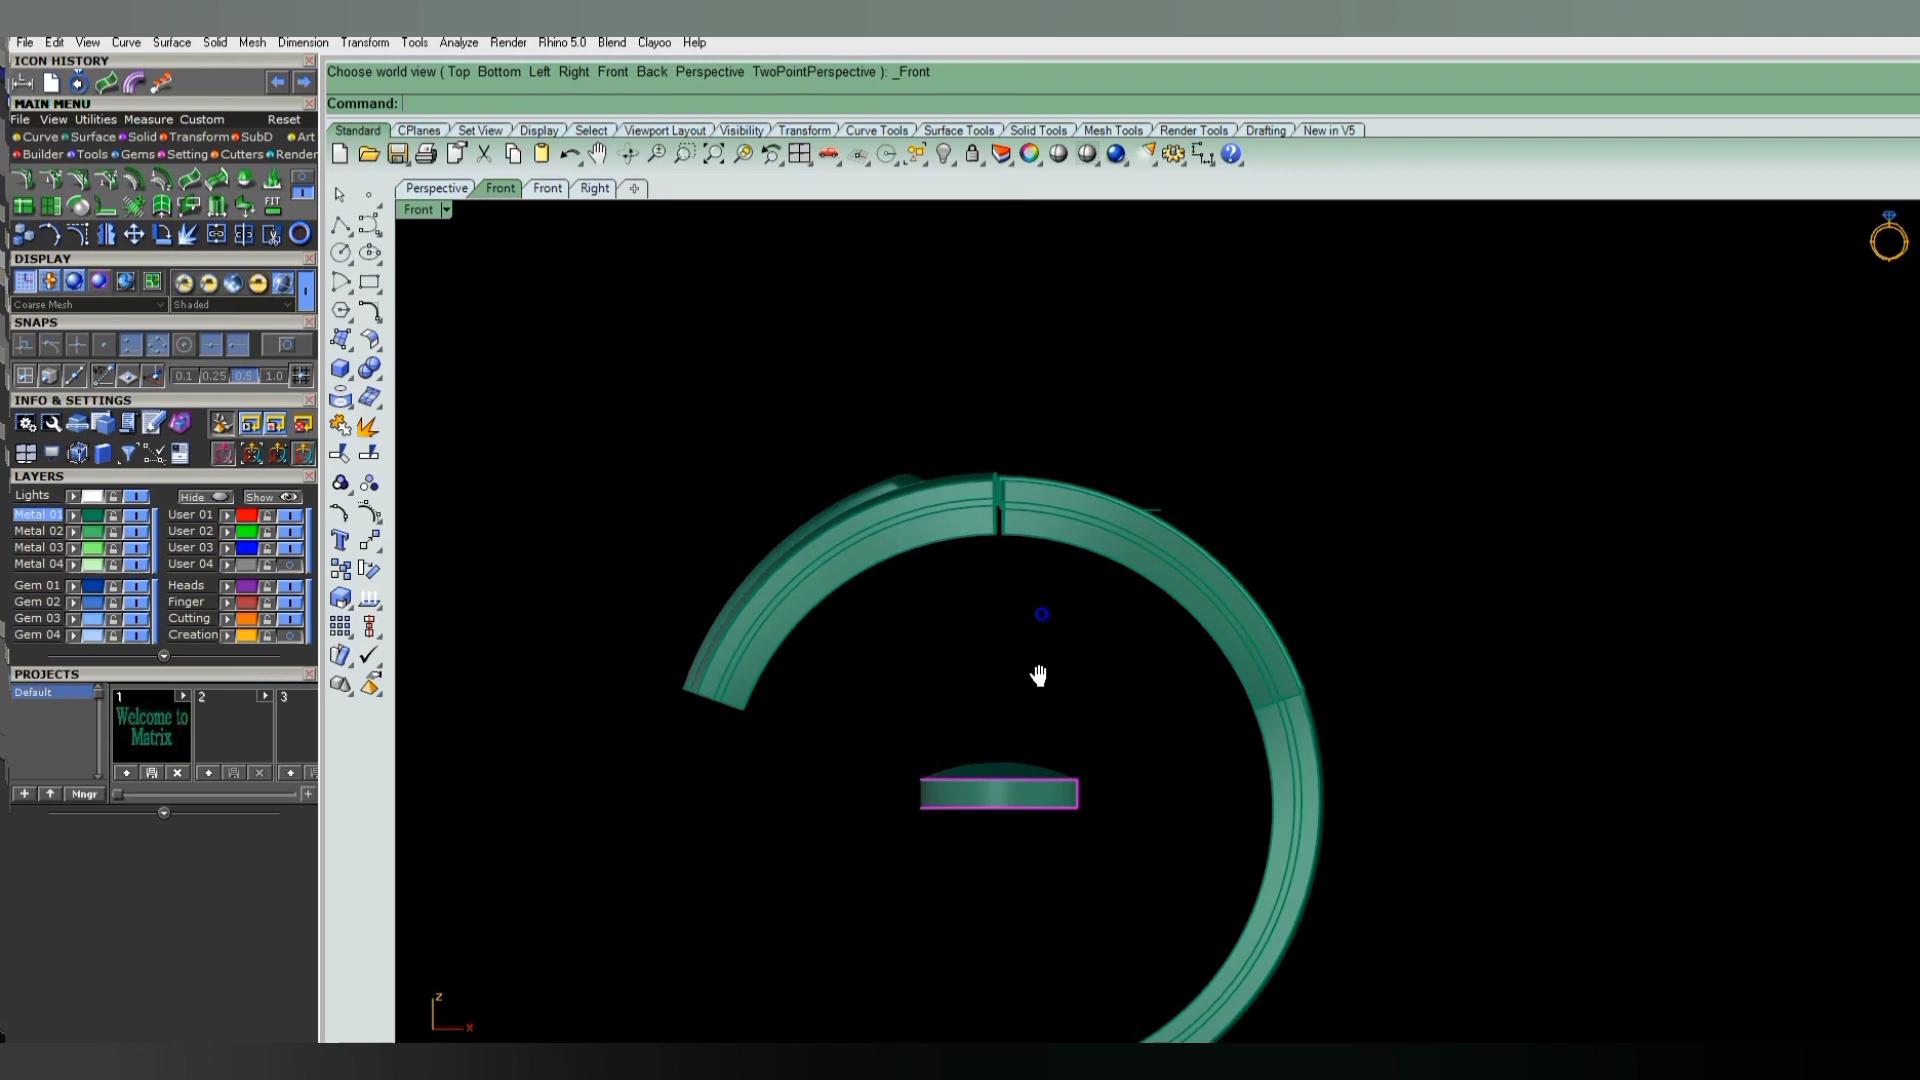 File Edit View Curve Surface Solid Mesh Dimension Transform Tools Analyze Render Rhino 5.0 Blend Clayoo Help
ICON HISTORY
Choose world view ( Top Bottom Left Right Front Back Perspective TwoPointPerspective ): _Front
Command:
MAIN MENU
File View Utilities Measure Custom Reset
Curve Surface Solid Transform SubD Art
Builder Tools Gems Setting Cutters Render
Standard CPlanes Set View Display Select Viewport Layout Visibility Transform Curve Tools Surface Tools Solid Tools Mesh Tools Render Tools Drafting New in V5
Perspective Front Front Right
Front
FIT
DISPLAY
Coarse Mesh Shaded
SNAPS
0.1 0.25 0.5 1.0
INFO & SETTINGS
LAYERS
Lights Hide Show
Metal 01 User 01
Metal 02 User 02
Metal 03 User 03
Metal 04 User 04
Gem 01 Heads
Gem 02 Finger
Gem 03 Cutting
Gem 04 Creation
PROJECTS
Default 1 2 3
Welcome to
Matrix
Mngr
z
x